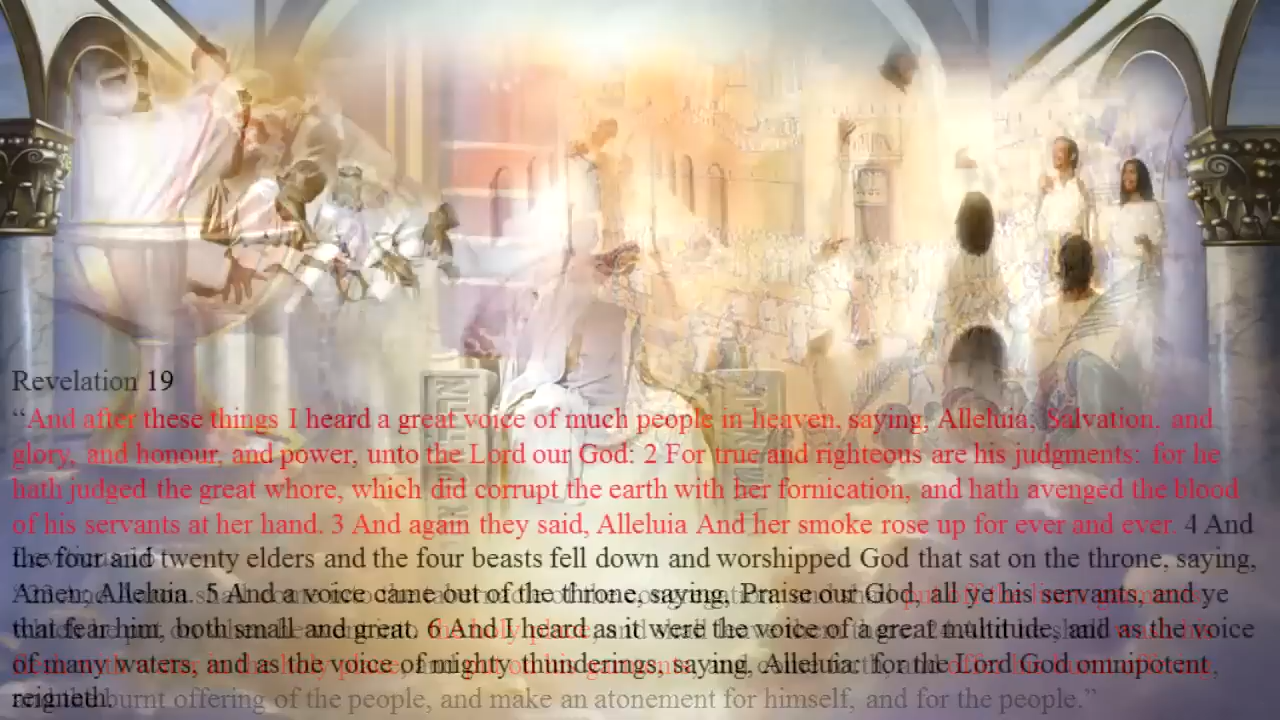 Revelation 19
“And after these things I heard a great voice of much people in heaven, saying, Alleluia; Salvation. and
glory, and honour, and power, unto the Lord our God: 2 For true and righteous are his judgments: for he
hath judged the great whore, which did corrupt the earth with her fornication, and hath avenged the blood
of his servants at her hand. 3 And again they said, Alleluia And her smoke rose up for ever and ever. 4 And
the four and twenty elders and the four beasts fell down and worshipped God that sat on the throne, saying,
Amen; Alleluia. 5 And a voice came out of the throne, saying, Praise our God, all ye his servants, and ye
that fear him, both small and great. 6 And I heard as it were the voice of a great multitude, and as the voice
of many waters, and as the voice of mighty thunderings, saying, Alleluia: for the Lord God omnipotent
reigneth.
burnt offering of the people, and make an atonement for himself, and for the people.”